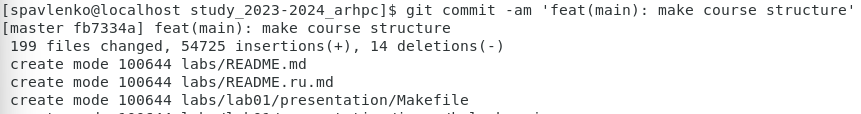 [spavlenko@localhost study_2023-2024_arhpc]$ git commit -am 'feat(main): make course structure'
[master fb7334a] feat(main): make course structure
199 files changed, 54725 insertions(+), 14 deletions(-)
create mode 100644 labs/README.md
create mode 100644 labs/README.ru.md
create mode 100644 labs/lab01/presentation/Makefile